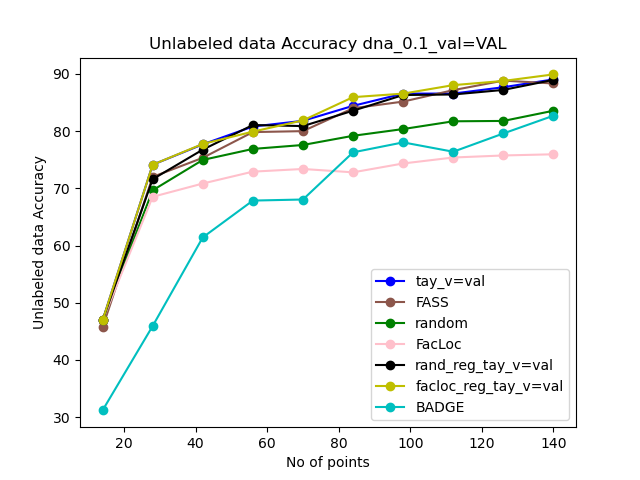 Unlabeled data Accuracy dna_0.1_val=VAL
Unlabeled data Accuracy
90
80
70
60
50
40
30
tay_v=val
FASS
random
FacLoc
rand_reg_tay_v=val
facloc_reg_tay_v=val
BADGE
20
40
60
80
100
120
140
No of points